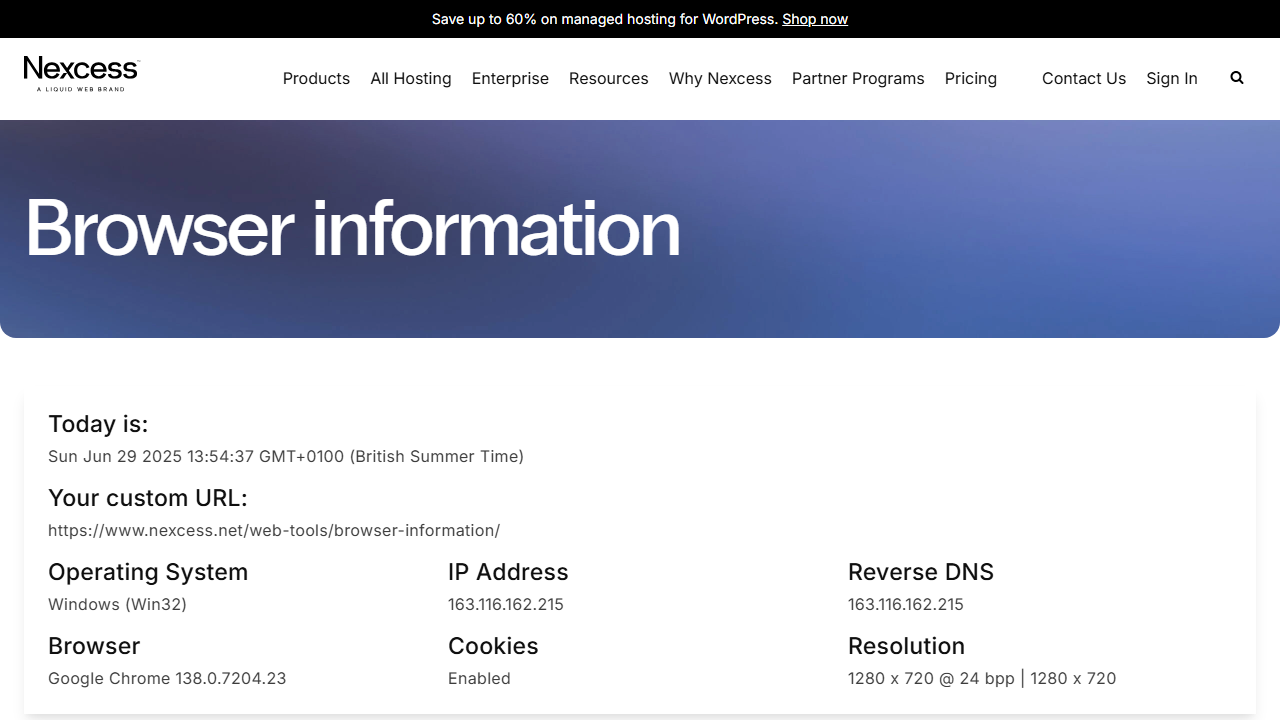 Save up to 60% on managed hosting for WordPress. Shop now
Nexcess™
A LIQUID WEB BRAND
Products All Hosting Enterprise Resources Why Nexcess Partner Programs Pricing Contact Us Sign In
Browser information
Today is:
Sun Jun 29 2025 13:54:37 GMT+0100 (British Summer Time)
Your custom URL:
https://www.nexcess.net/web-tools/browser-information/
Operating System IP Address Reverse DNS
Windows (Win32) 163.116.162.215 163.116.162.215
Browser Cookies Resolution
Google Chrome 138.0.7204.23 Enabled 1280 x 720 @ 24 bpp | 1280 x 720